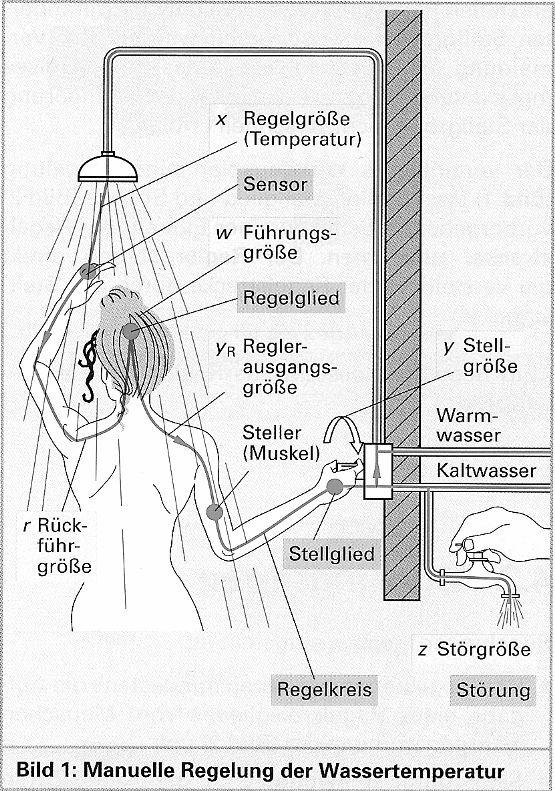 x Regelgröße
(Temperatur)
Sensor
w Führungs-
größe
Regelglied
yR Regler-
ausgangs-
größe
y Stell-
größe
Steller
(Muskel)
Warm-
wasser
Kaltwasser
r Rück-
führ-
größe
Stellglied
z Störgröße
Regelkreis
Störung
Bild 1: Manuelle Regelung der Wassertemperatur